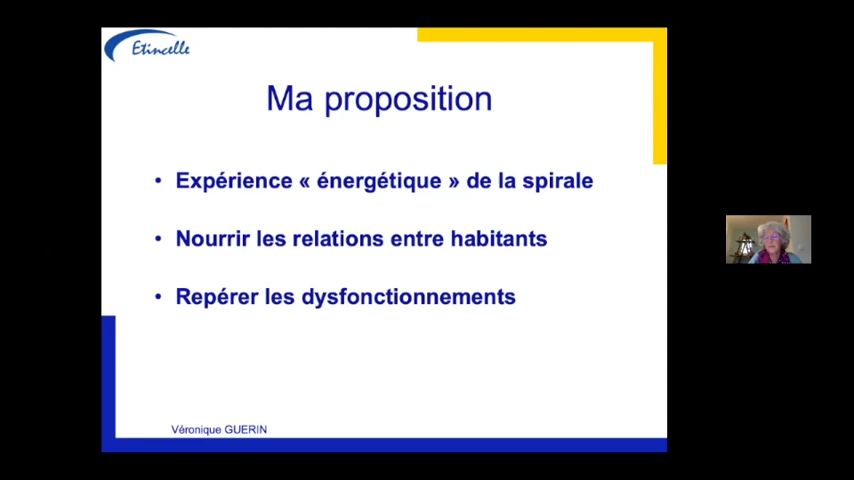 Etincelle
Ma proposition
• Expérience « énergétique » de la spirale
• Nourrir les relations entre habitants
• Repérer les dysfonctionnements
Véronique GUERIN